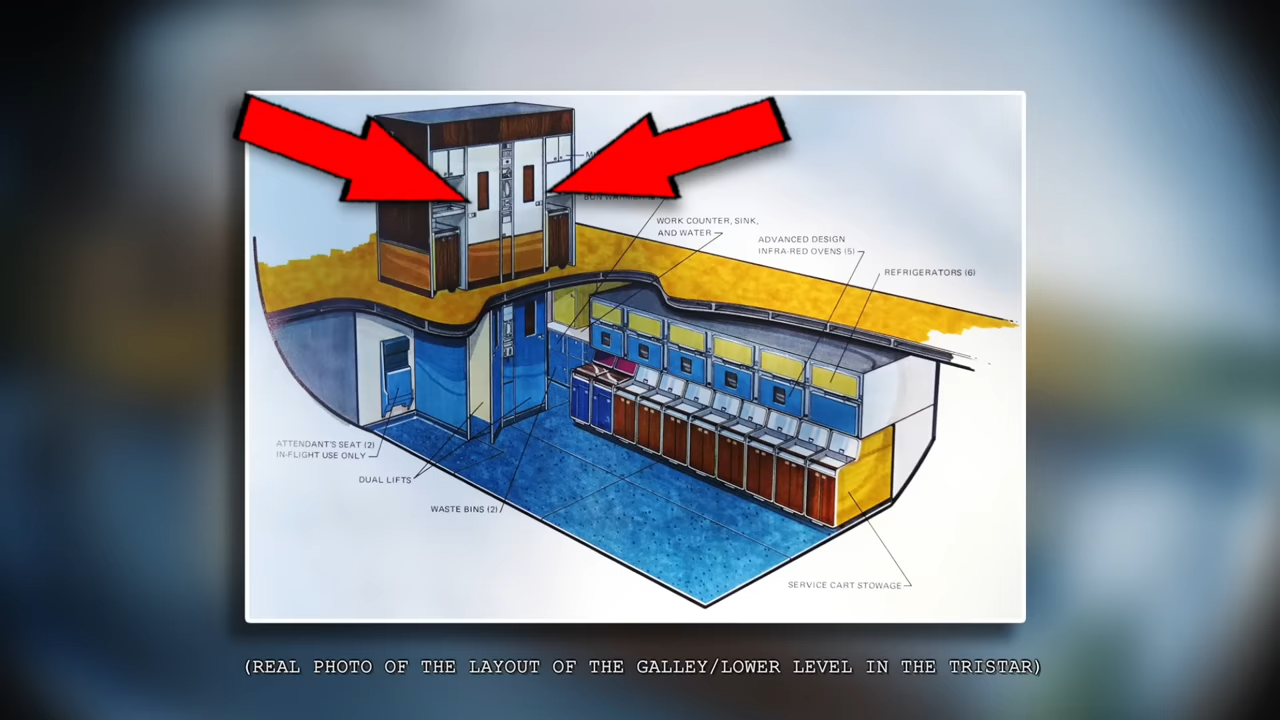 WORK COUNTER, SINK,
AND WATER
ADVANCED DESIGN
INFRA-RED OVENS (5)
REFRIGERATORS (6)
ATTENDANT'S SEAT (2)
IN-FLIGHT USE ONLY
DUAL LIFTS
WASTE BINS (2)
SERVICE CART STOWAGE
(REAL PHOTO OF THE LAYOUT OF THE GALLEY/LOWER LEVEL IN THE TRISTAR)